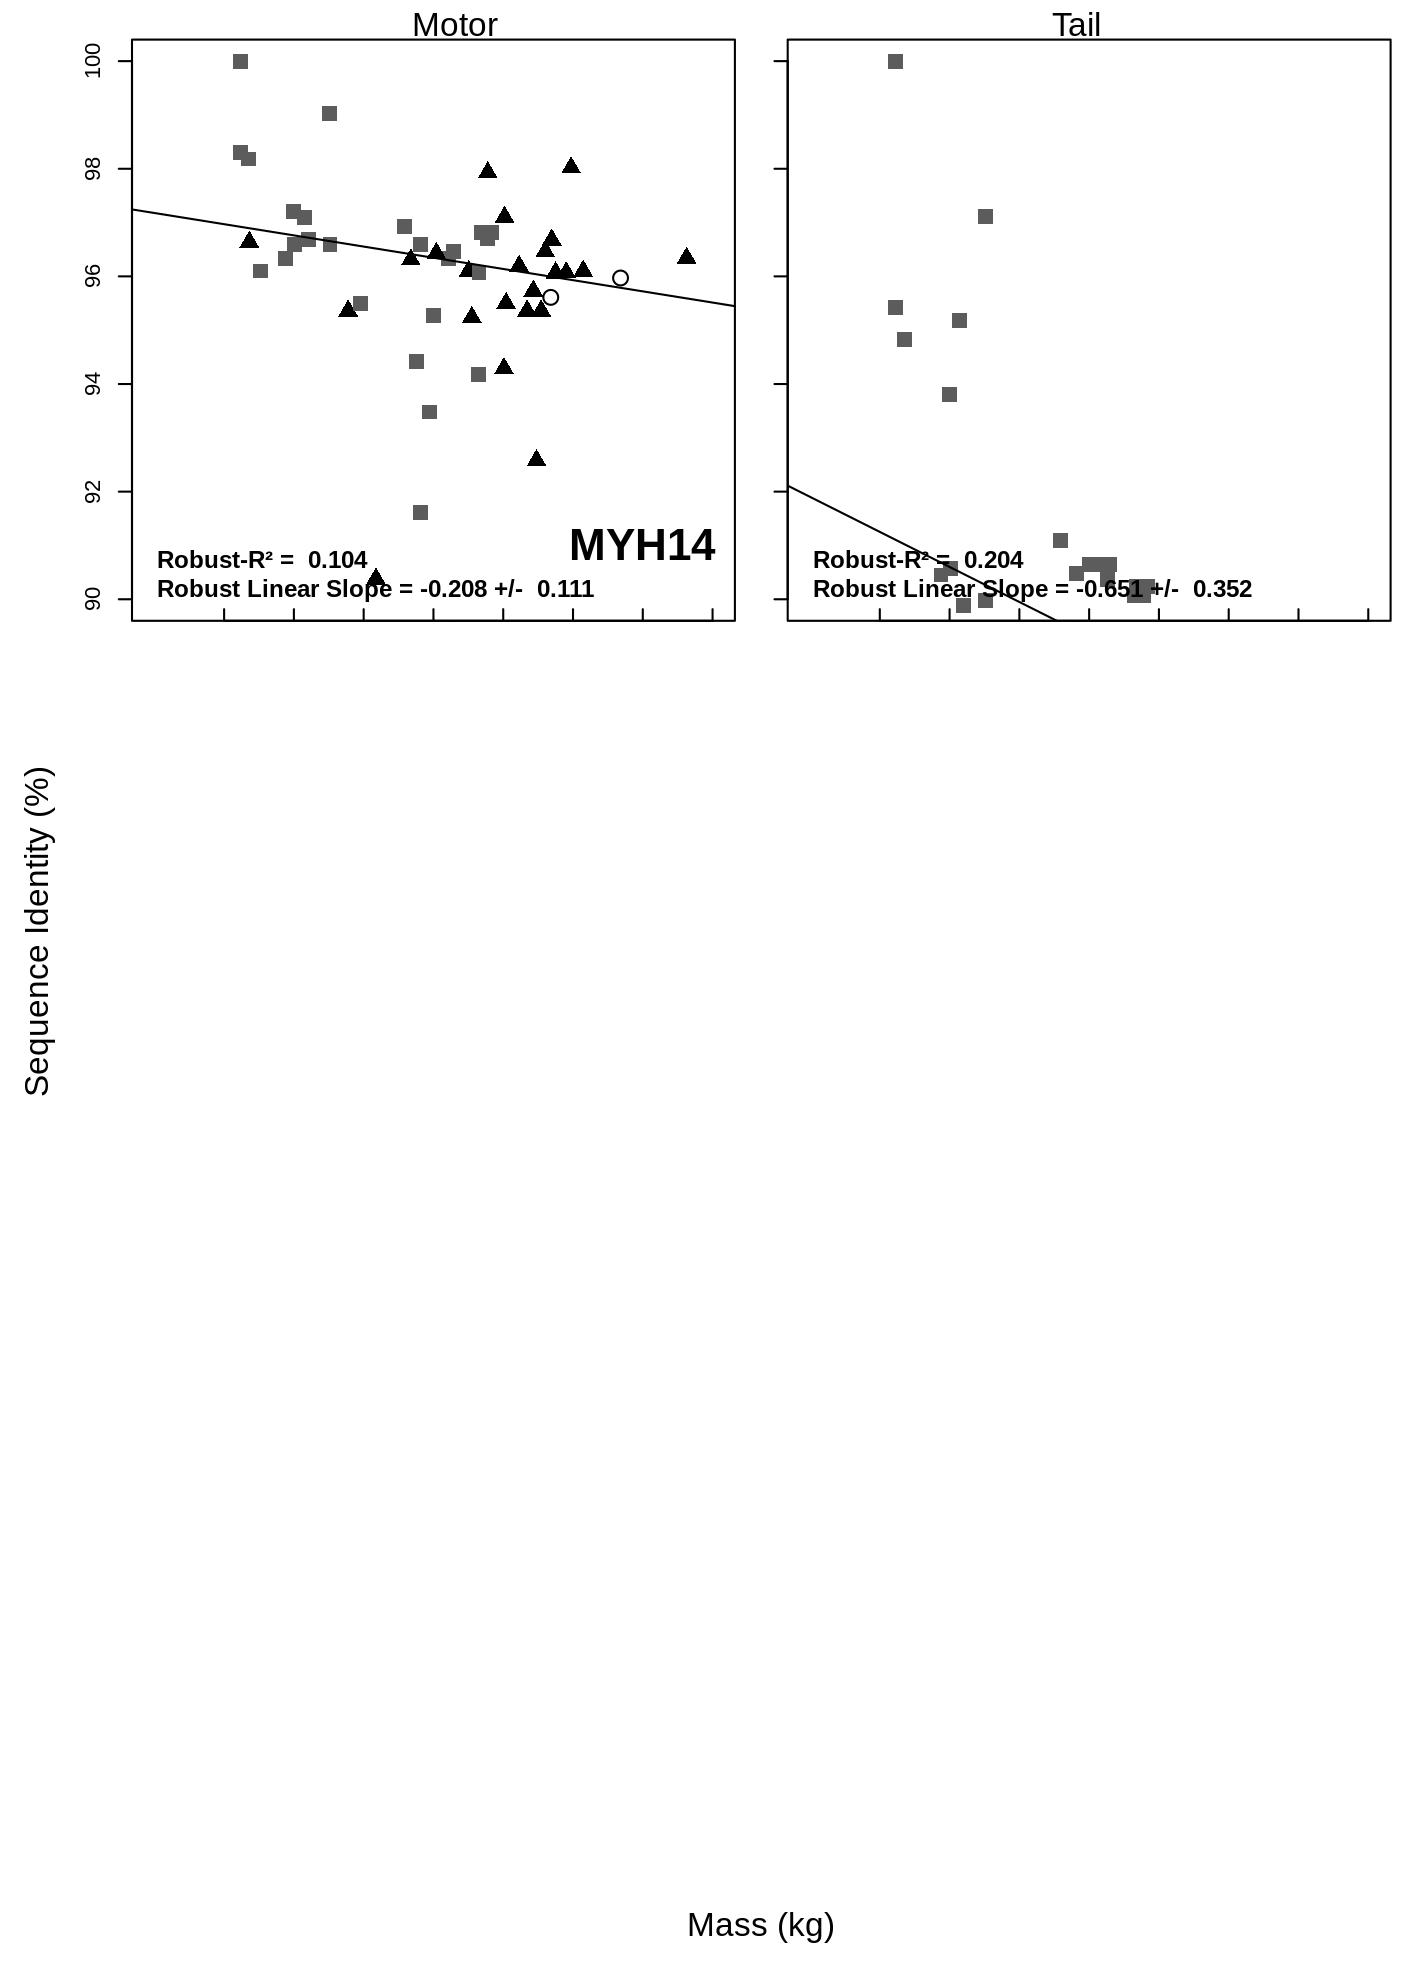 Motor
Tail
100
98
96
94
92
90
MYH14
Robust-R² = 0.104
Robust Linear Slope = -0.208 +/- 0.111
Robust-R² = 0.204
Robust Linear Slope = -0.651 +/- 0.352
Sequence Identity (%)
Mass (kg)